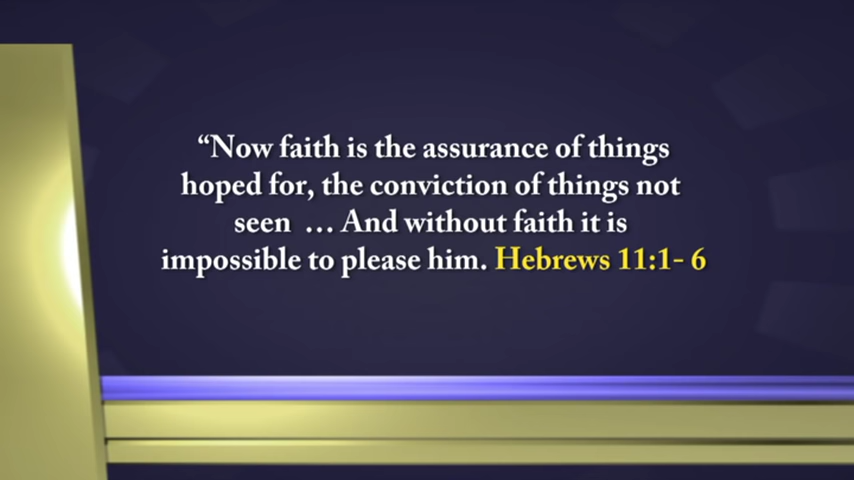 “Now faith is the assurance of things
hoped for, the conviction of things not
seen … And without faith it is
impossible to please him. Hebrews 11:1- 6